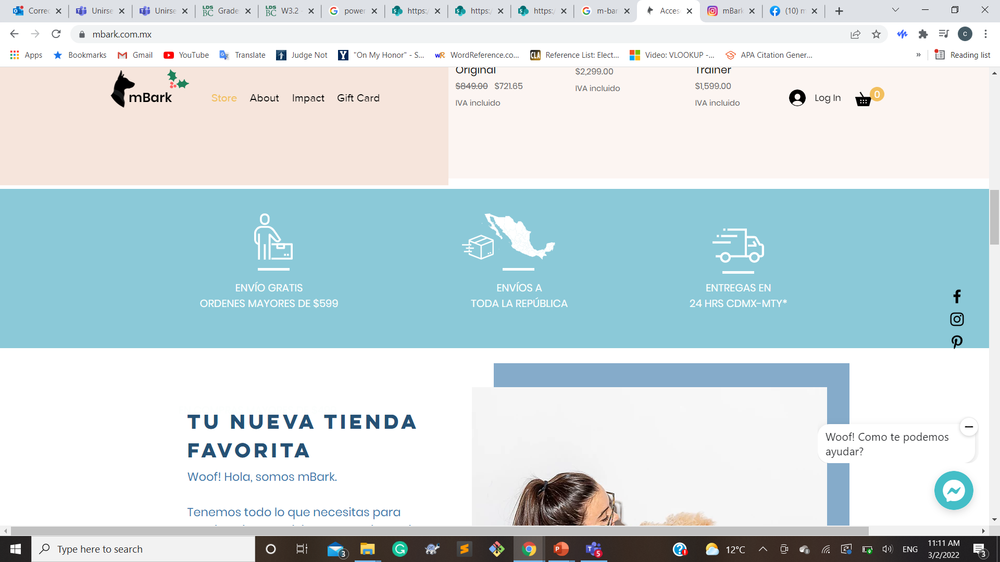 Correc
Unirse
Unirse
LDS BC Grade
LDS BC W3.2 -
power
https:/
https:/
https:/
m-bar
Acces
mBark
(10) m
mbark.com.mx
C
Apps
Bookmarks
Gmail
YouTube
Translate
Judge Not
"On My Honor" - S...
WordReference.co...
CLA Reference List: Elect...
Video: VLOOKUP -...
APA Citation Gener...
»
Reading list
mBark
Store
About
Impact
Gift Card
Original
$849.00 $721.65
IVA incluido
$2,299.00
IVA incluido
Trainer
$1,599.00
IVA incluido
Log In
0
ENVÍO GRATIS
ORDENES MAYORES DE $599
ENVÍOS A
TODA LA REPÚBLICA
ENTREGAS EN
24 HRS CDMX-MTY*
TU NUEVA TIENDA
FAVORITA
Woof! Hola, somos mBark.
Tenemos todo lo que necesitas para
Woof! Como te podemos
ayudar?
Type here to search
3
5
12°C
ENG
11:11 AM
3/2/2022
3